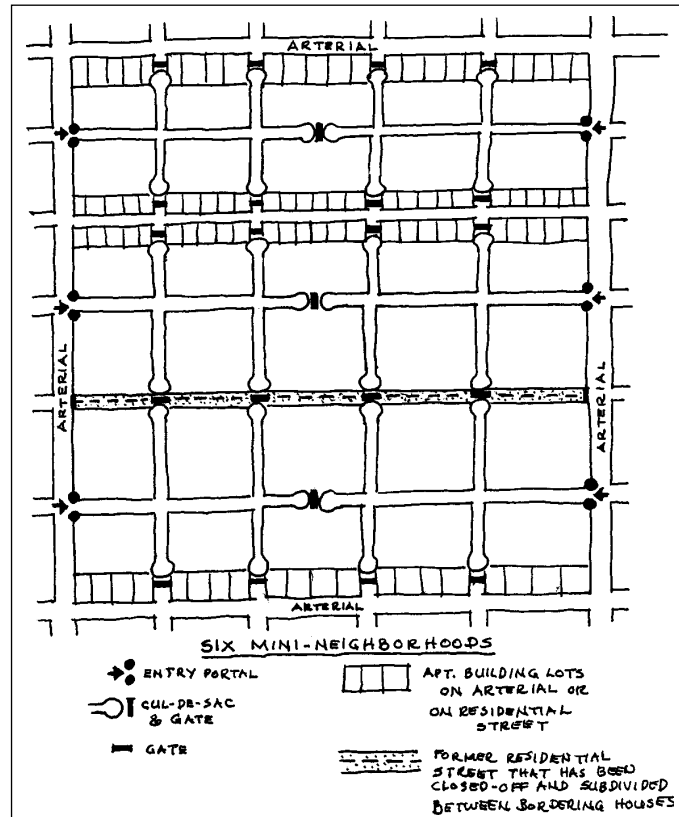 ARTERIAL
ARTERIAL
ARTERIAL
ARTERIAL
SIX MINI-NEIGHBORHOODS
ENTRY PORTAL
CUL-DE-SAC
& GATE
GATE
APT. BUILDING LOTS
ON ARTERIAL OR
ON RESIDENTIAL
STREET
FORMER RESIDENTIAL
STREET THAT HAS BEEN
CLOSED-OFF AND SUBDIVIDED
BETWEEN BORDERING HOUSES